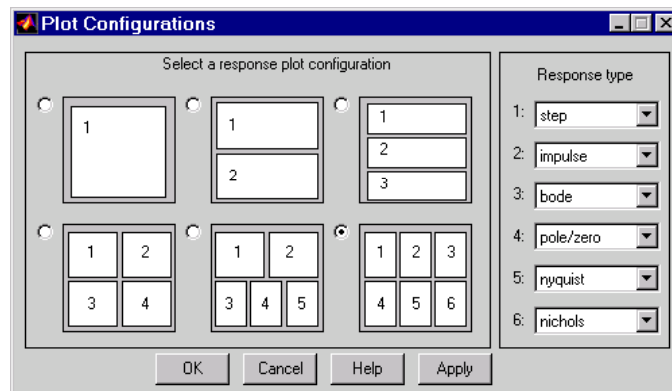 Plot Configurations
Select a response plot configuration
1
1
2
1
2
3
1 2
3 4
1 2
3 4 5
1 2 3
4 5 6
Response type
1: step
2: impulse
3: bode
4: pole/zero
5: nyquist
6: nichols
OK Cancel Help Apply